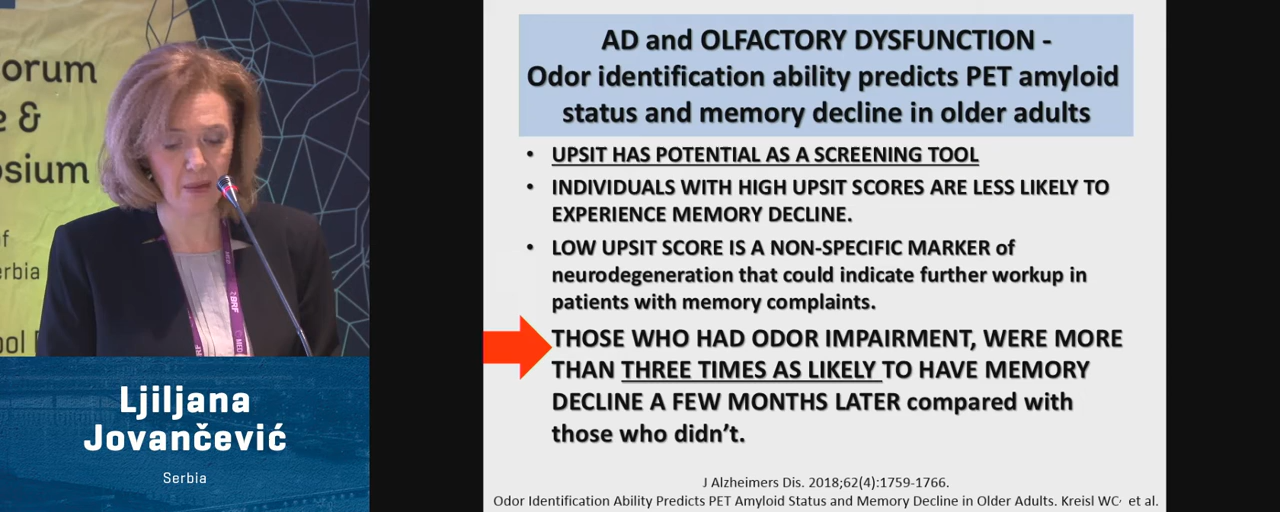 orum
e &
osium
of
erbia
ool
Ljiljana
Jovančević
Serbia
AD and OLFACTORY DYSFUNCTION -
Odor identification ability predicts PET amyloid
status and memory decline in older adults
• UPSIT HAS POTENTIAL AS A SCREENING TOOL
• INDIVIDUALS WITH HIGH UPSIT SCORES ARE LESS LIKELY TO
EXPERIENCE MEMORY DECLINE.
• LOW UPSIT SCORE IS A NON-SPECIFIC MARKER of
neurodegeneration that could indicate further workup in
patients with memory complaints.
THOSE WHO HAD ODOR IMPAIRMENT, WERE MORE
THAN THREE TIMES AS LIKELY TO HAVE MEMORY
DECLINE A FEW MONTHS LATER compared with
those who didn't.
J Alzheimers Dis. 2018;62(4):1759-1766.
Odor Identification Ability Predicts PET Amyloid Status and Memory Decline in Older Adults. Kreisl WC, et al.